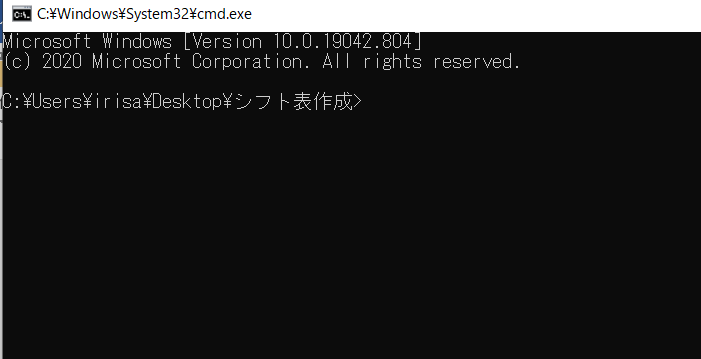 C:¥Windows¥System32¥cmd.exe
Microsoft Windows [Version 10.0.19042.804]
(c) 2020 Microsoft Corporation. All rights reserved.
C:¥Users¥irisa¥Desktop¥シフト表作成>